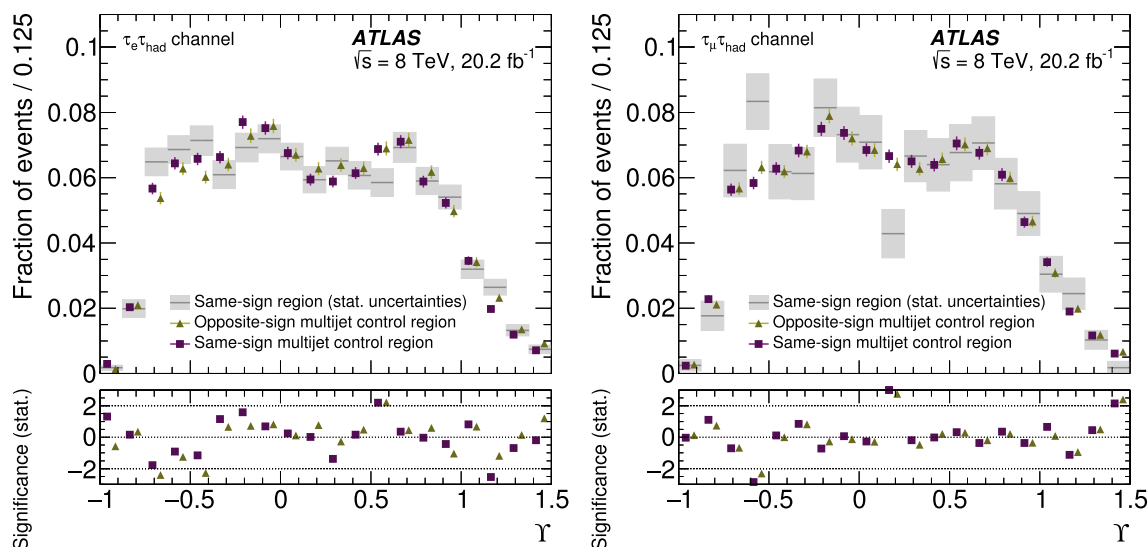 τeτhad channel
ATLAS
√s = 8 TeV, 20.2 fb-1
Fraction of events / 0.125
0.1
0.08
0.06
0.04
0.02
0
Same-sign region (stat. uncertainties)
Opposite-sign multijet control region
Same-sign multijet control region
Significance (stat.)
2
0
−2
−1 −0.5 0 0.5 1 1.5
ϒ
τμτhad channel
ATLAS
√s = 8 TeV, 20.2 fb-1
Fraction of events / 0.125
0.1
0.08
0.06
0.04
0.02
0
Same-sign region (stat. uncertainties)
Opposite-sign multijet control region
Same-sign multijet control region
Significance (stat.)
2
0
−2
−1 −0.5 0 0.5 1 1.5
ϒ